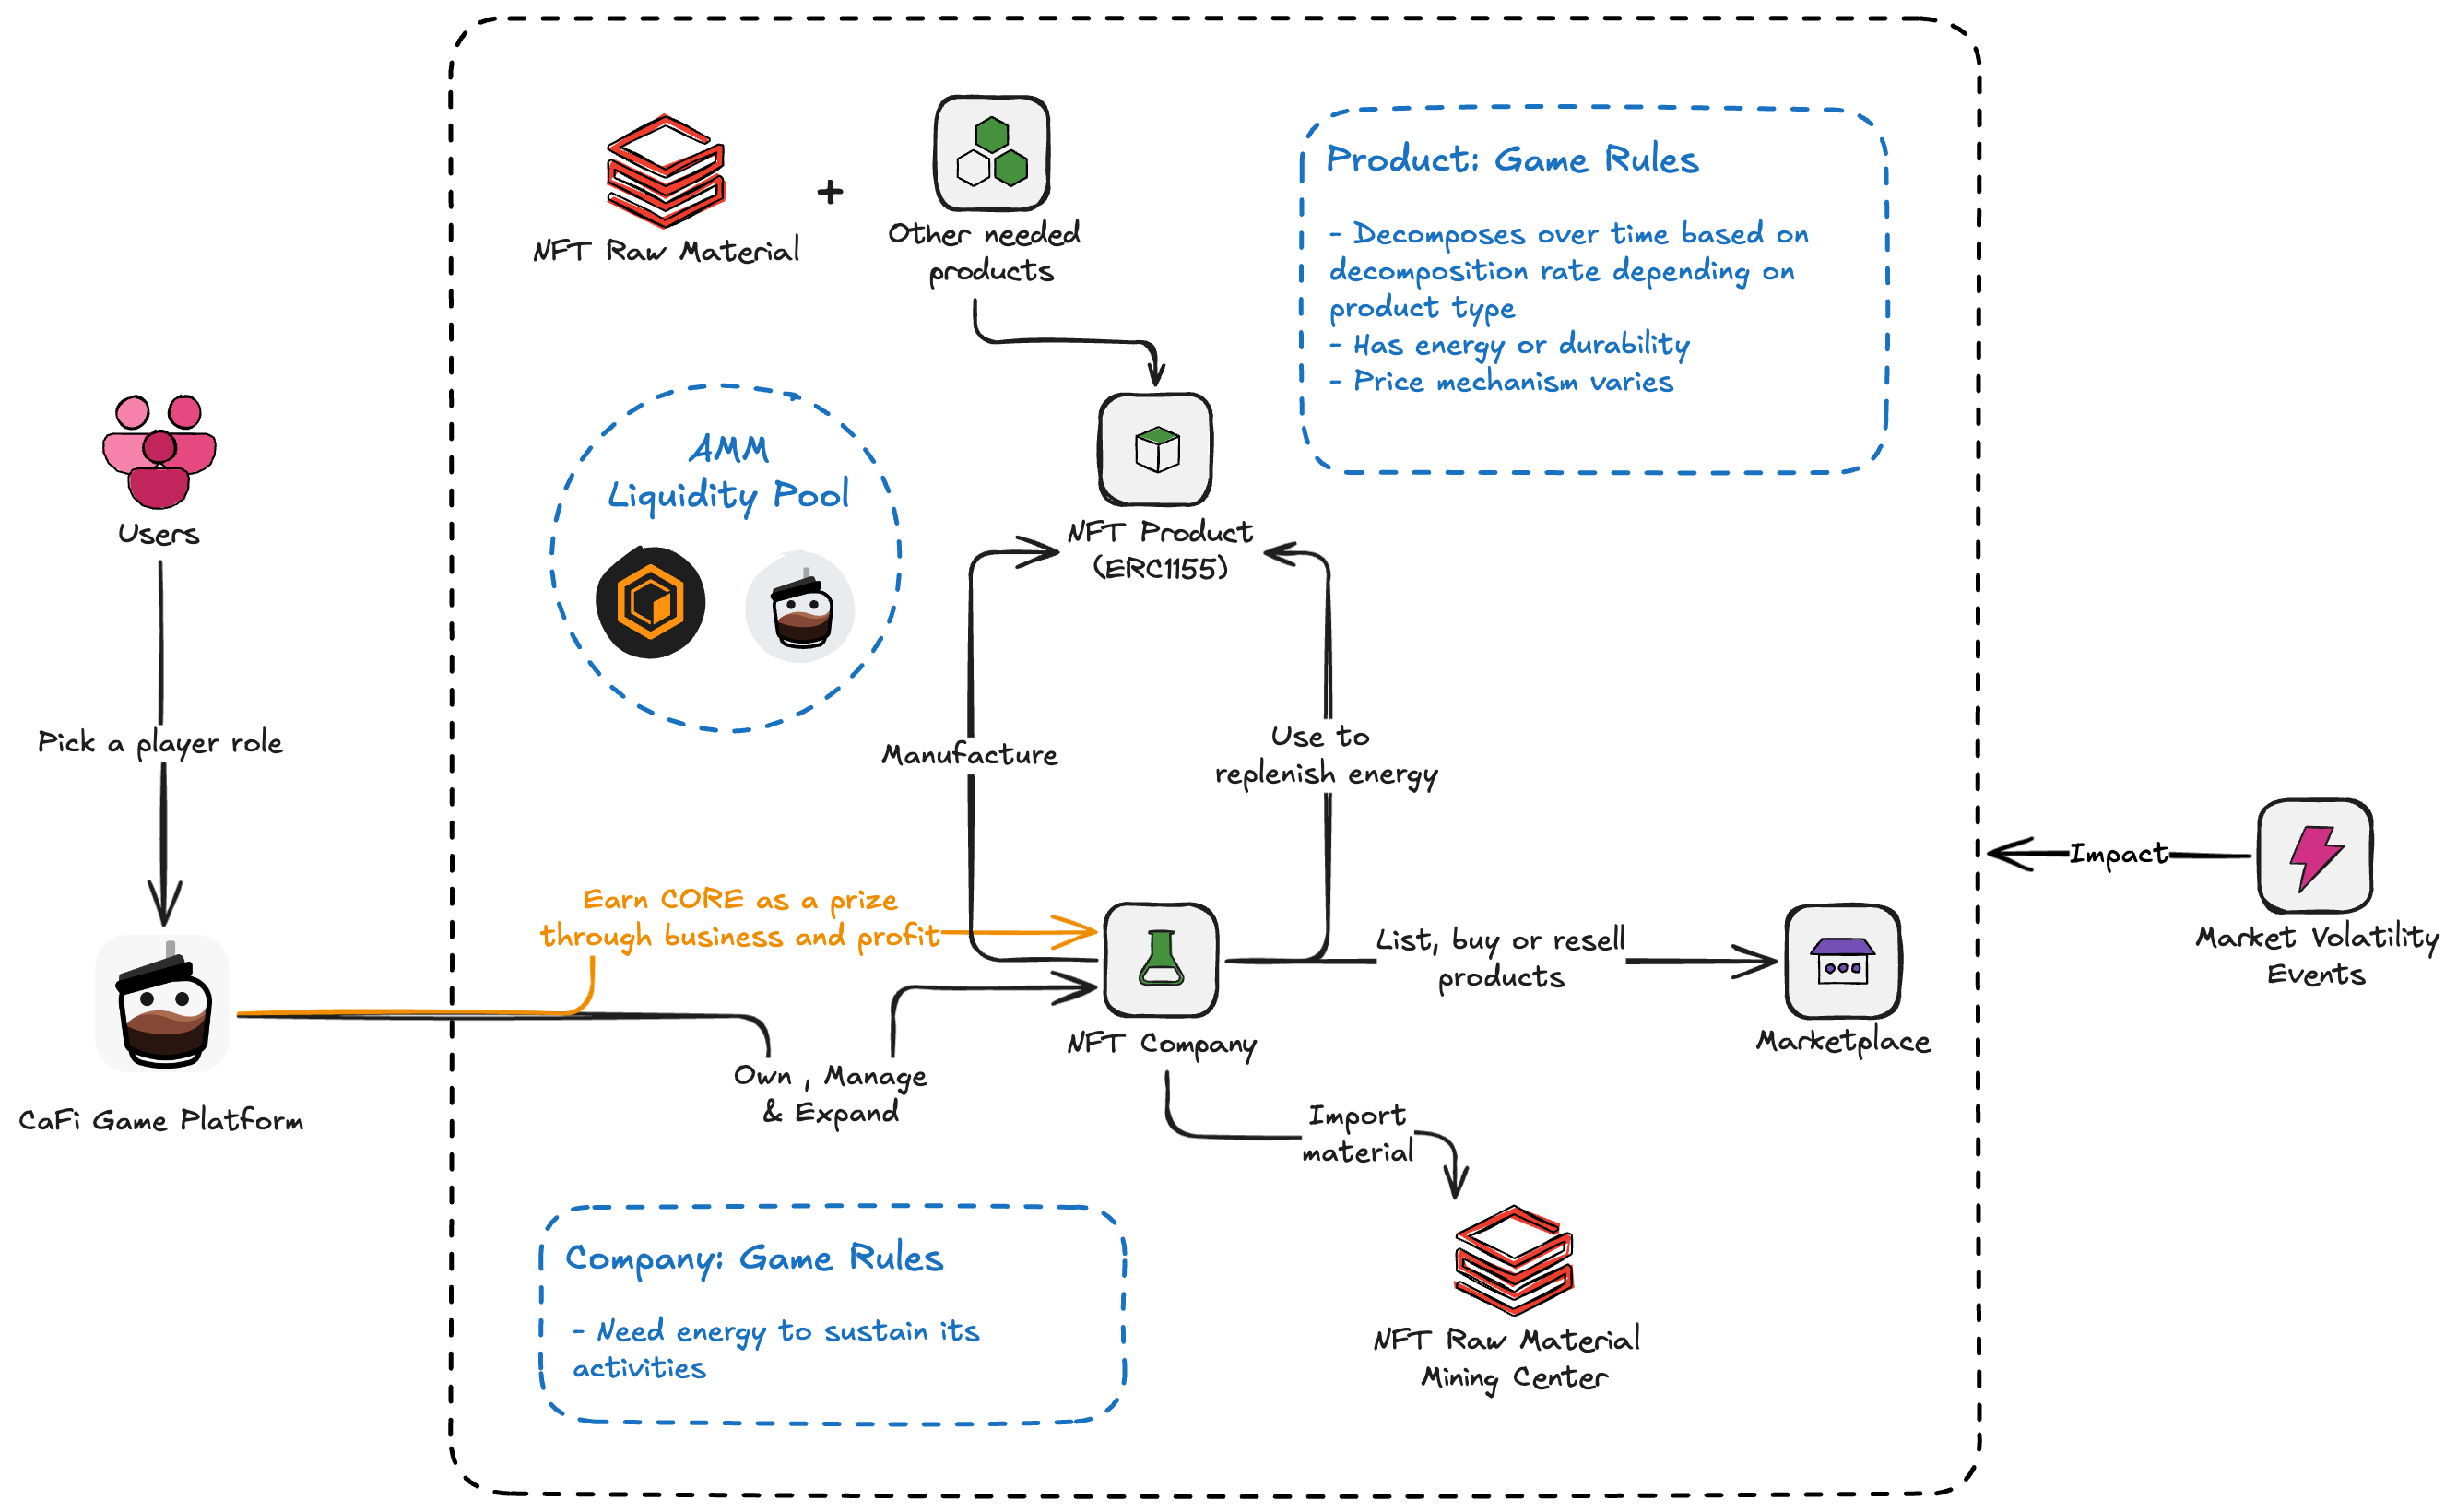 NFT Raw Material
+
Other needed
products
Product: Game Rules
- Decomposes over time based on
decomposition rate depending on
product type
- Has energy or durability
- Price mechanism varies
AMM
Liquidity Pool
Users
NFT Product
(ERC1155)
Pick a player role
Manufacture
Use to
replenish energy
Impact
Earn CORE as a prize
through business and profit
List, buy or resell
products
Market Volatility
Events
NFT Company
Marketplace
Own , Manage
& Expand
CaFi Game Platform
Import
material
Company: Game Rules
- Need energy to sustain its
activities
NFT Raw Material
Mining Center